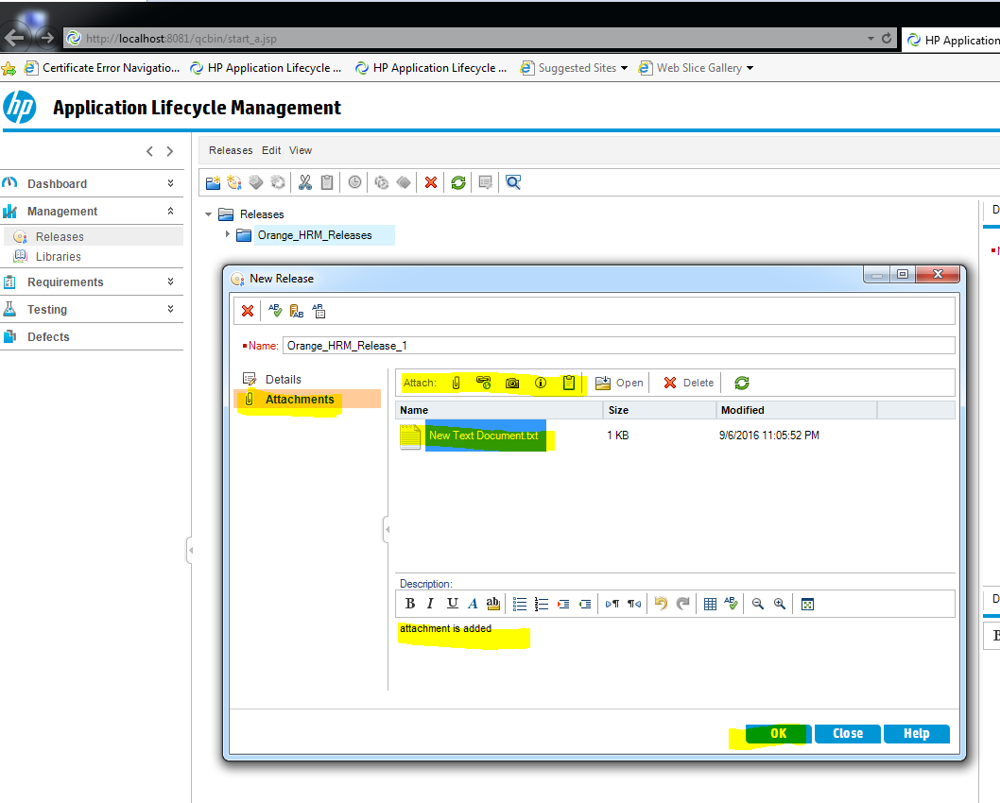 http://localhost:8081/qcbin/start_a.jsp
HP Application
Certificate Error Navigatio...
HP Application Lifecycle ...
HP Application Lifecycle ...
Suggested Sites
Web Slice Gallery
hp
Application Lifecycle Management
Releases Edit View
Dashboard
Management
Releases
Libraries
Requirements
Testing
Defects
Releases
Orange_HRM_Releases
D
New Release
Name: Orange_HRM_Release_1
Details
Attachments
Attach:
Open
Delete
Name Size Modified
New Text Document.txt 1 KB 9/6/2016 11:05:52 PM
Description:
B I U A ab
D
B
attachment is added
OK Close Help